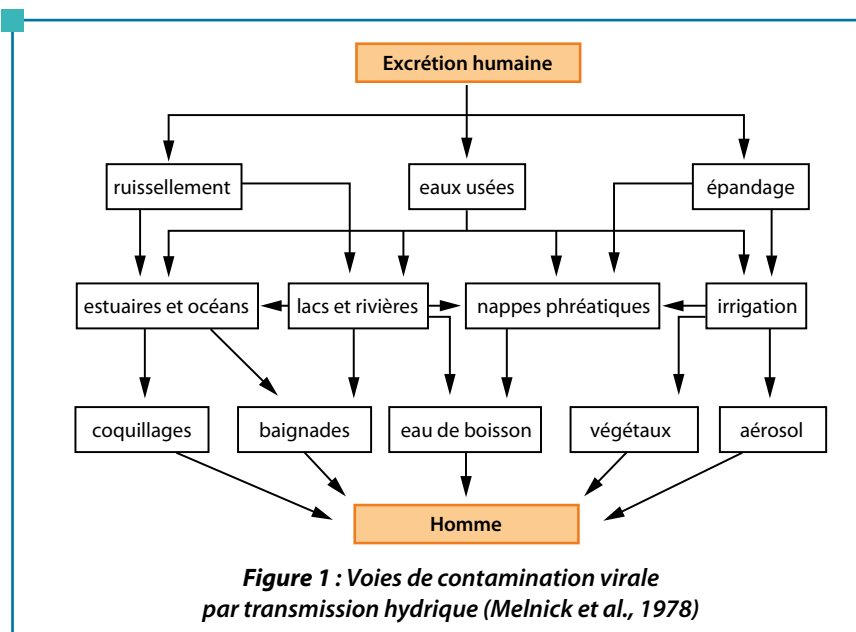 Excrétion humaine
ruissellement
eaux usées
épandage
estuaires et océans
lacs et rivières
nappes phréatiques
irrigation
coquillages
baignades
eau de boisson
végétaux
aérosol
Homme
Figure 1 : Voies de contamination virale
par transmission hydrique (Melnick et al., 1978)